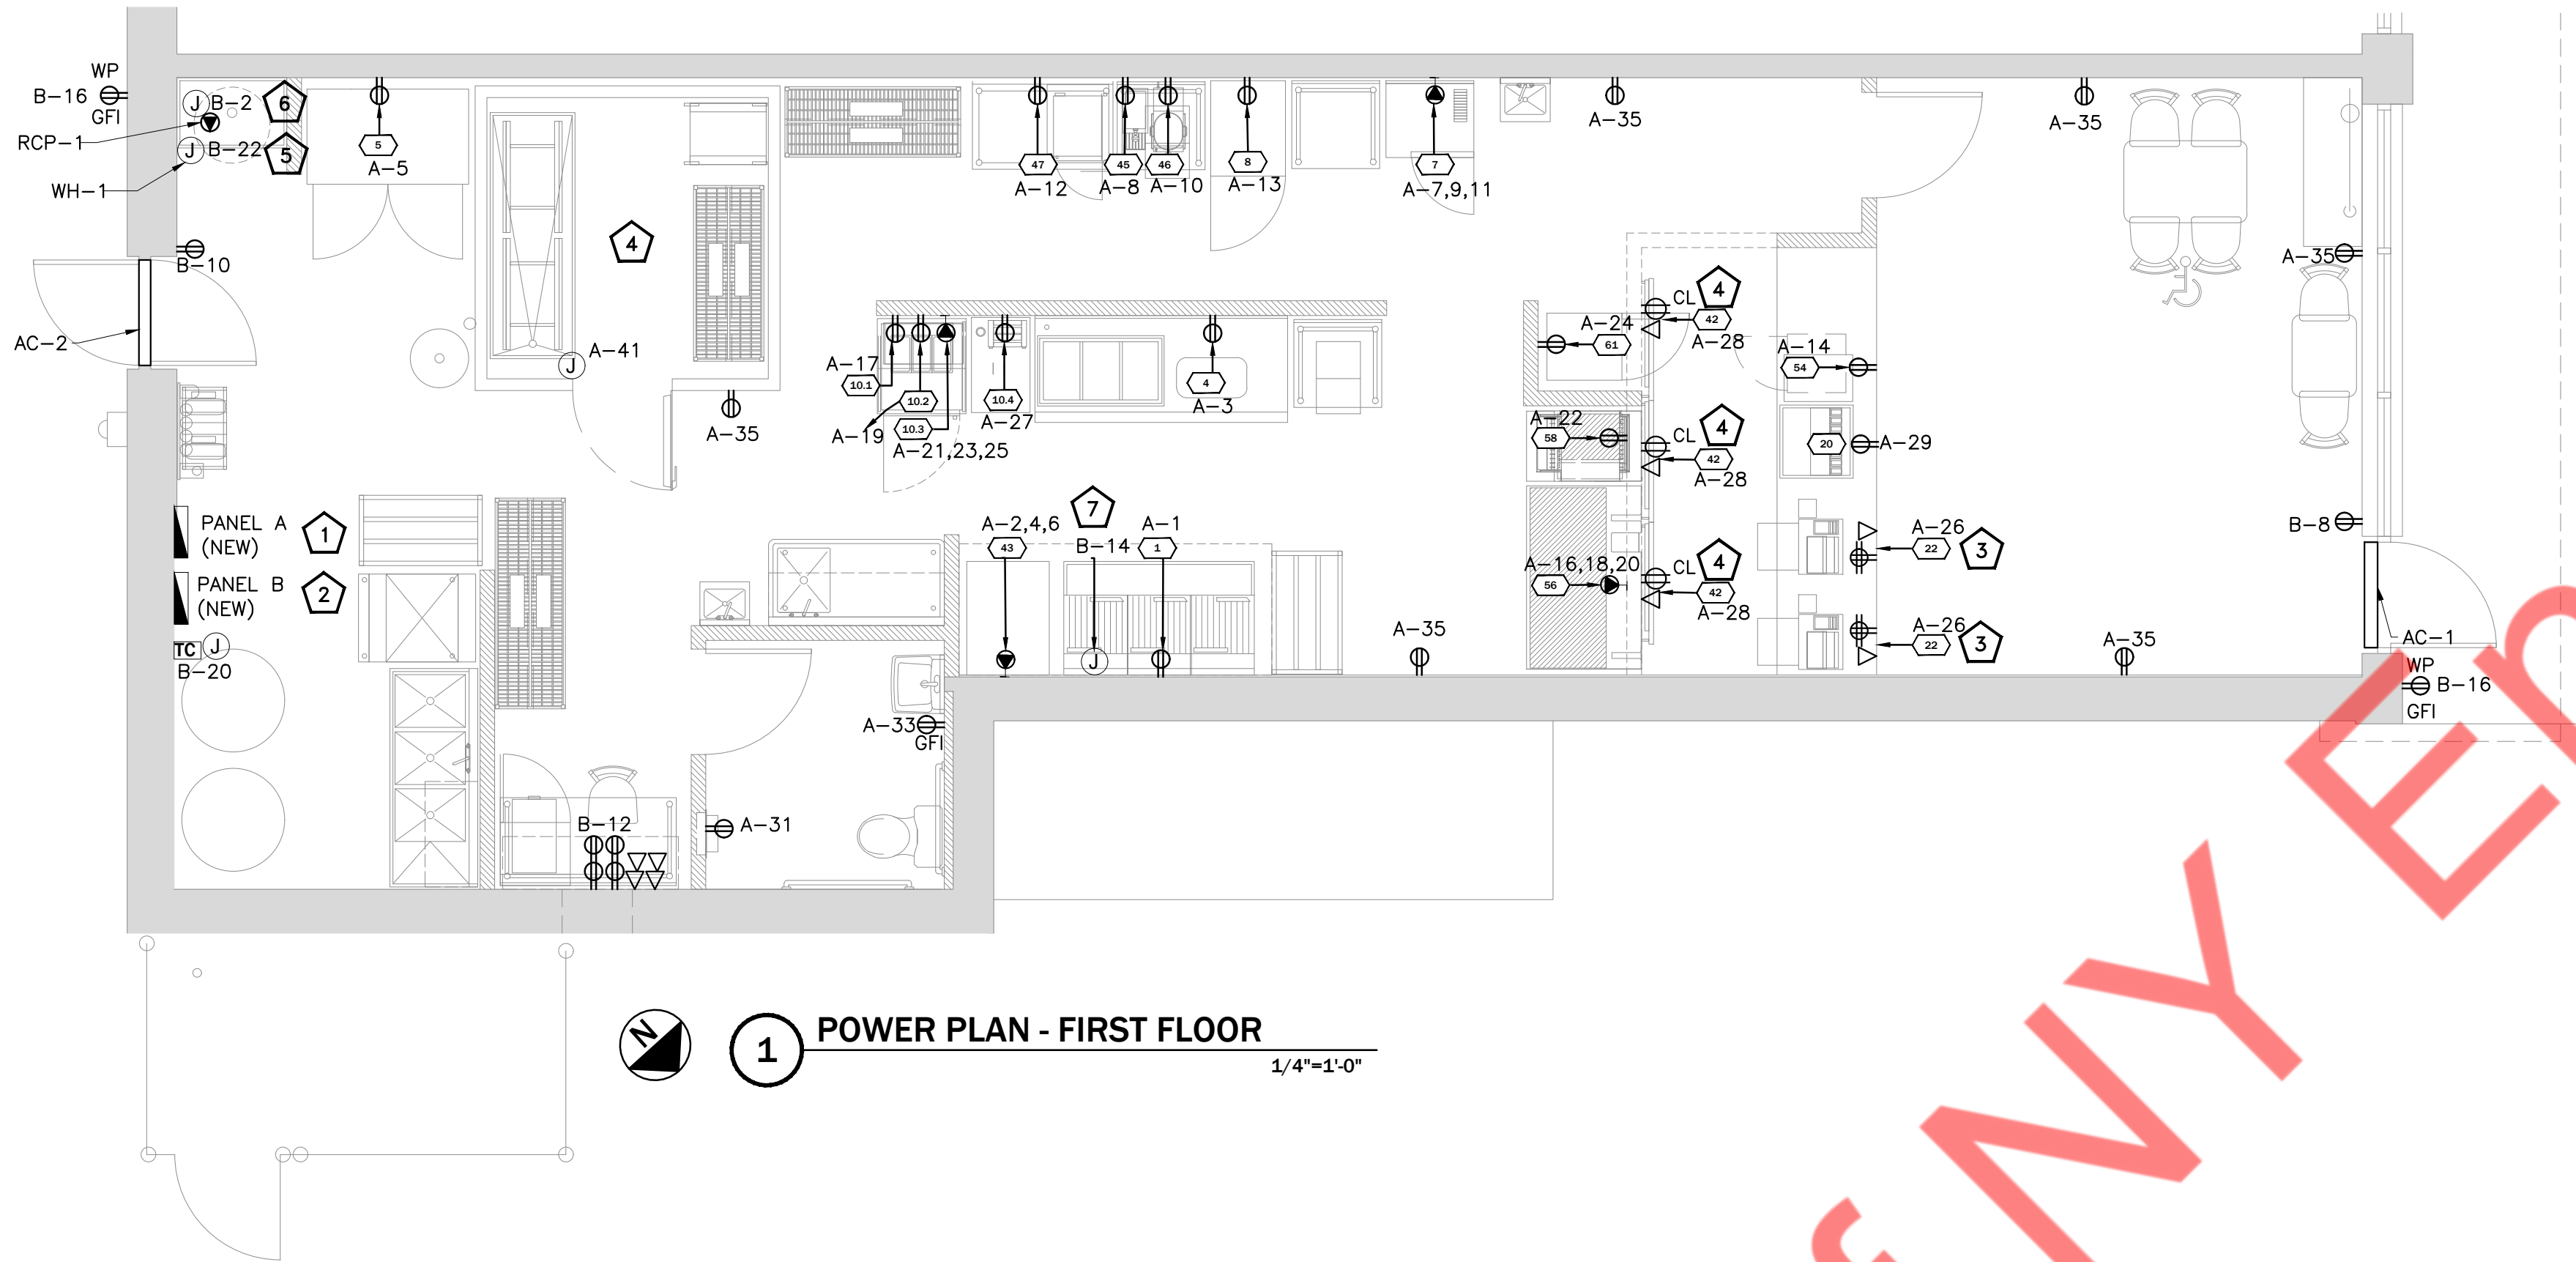 WP
B-16
GFI
RCP-1
WH-1
J B-2
6
J B-22
5
5
A-5
B-10
AC-2
4
J A-41
A-35
47
A-12
45
A-8
46
A-10
8
A-13
7
A-7,9,11
A-35
A-35
A-35
A-17
10.1
10.2
A-19
10.3
A-21,23,25
10.4
A-27
4
A-3
A-24
61
CL
4
42
A-28
A-14
54
A-22
58
CL
4
42
A-28
20
A-29
PANEL A
(NEW)
1
PANEL B
(NEW)
2
TC J
B-20
A-2,4,6
43
7
B-14
J
A-1
1
A-16,18,20
56
CL
4
42
A-28
A-26
22
3
A-26
22
3
B-8
A-35
A-35
AC-1
WP
B-16
GFI
A-33
GFI
B-12
A-31
N
1
POWER PLAN - FIRST FLOOR
1/4"=1'-0"
f NY En